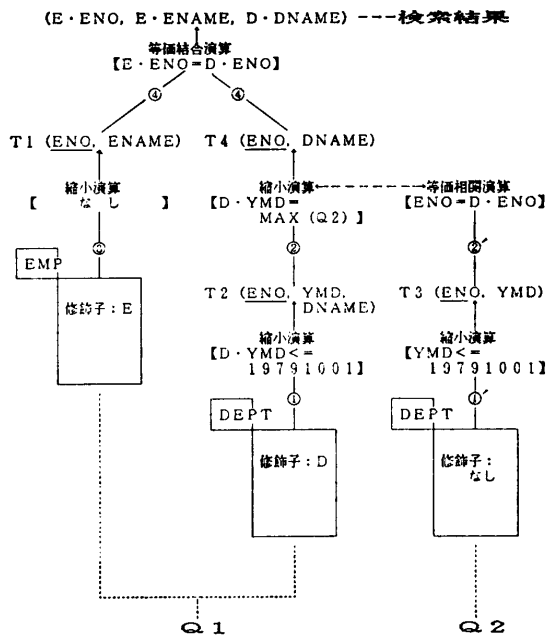 (E・ENO, E・ENAME, D・DNAME) ---検索結果
等価結合演算
【E・ENO=D・ENO】
④ ④
T1 (ENO, ENAME) T4 (ENO, DNAME)
縮小演算 縮小演算 等価相関演算
【 なし 】 【D・YMD= 【ENO=D・ENO】
MAX (Q2) 】
② ②′
EMP
T2 (ENO, YMD, T3 (ENO, YMD)
DNAME)
修飾子:E
縮小演算 縮小演算
【D・YMD<= 【YMD<=
19791001】 19791001】
① ①′
DEPT DEPT
修飾子:D 修飾子:
なし
Q1 Q2